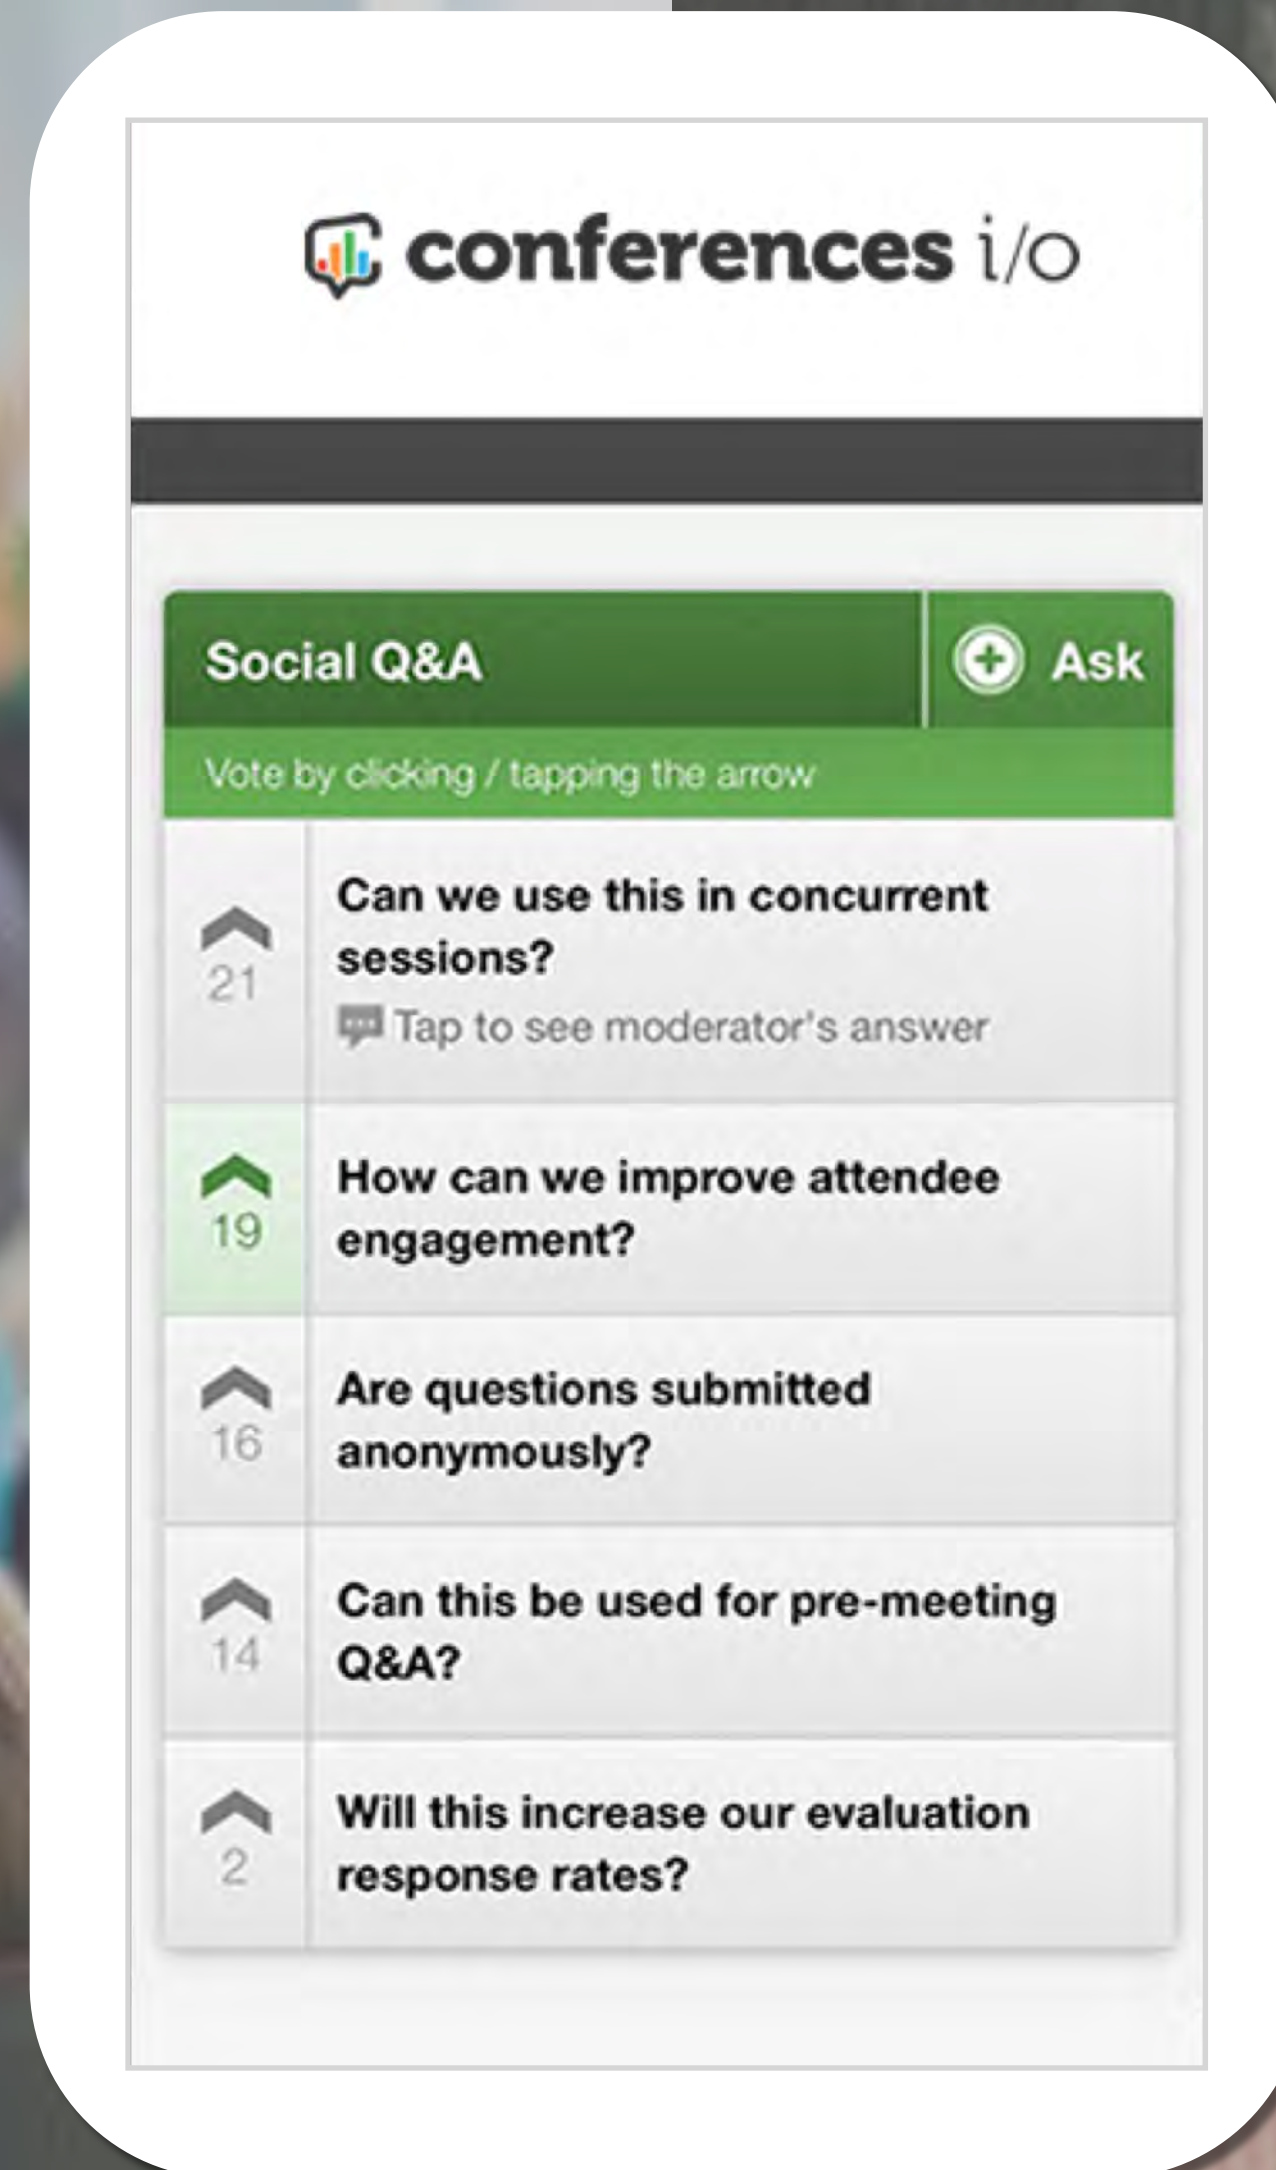 conferences i/o
Social Q&A
Ask
Vote by clicking / tapping the arrow
21
Can we use this in concurrent
sessions?
Tap to see moderator's answer
19
How can we improve attendee
engagement?
16
Are questions submitted
anonymously?
14
Can this be used for pre-meeting
Q&A?
2
Will this increase our evaluation
response rates?